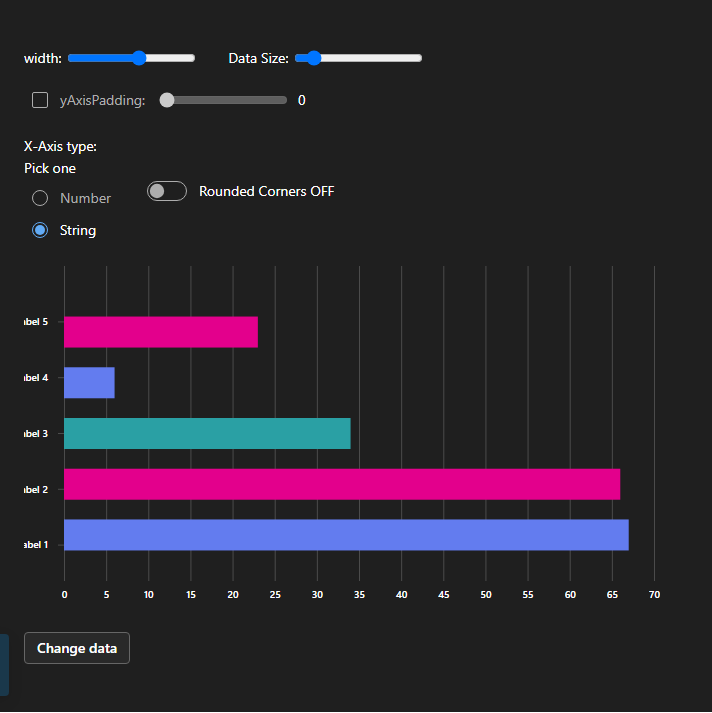 width:
Data Size:
yAxisPadding:
0
X-Axis type:
Pick one
Number
Rounded Corners OFF
String
abel 5
abel 4
abel 3
abel 2
abel 1
0 5 10 15 20 25 30 35 40 45 50 55 60 65 70
Change data